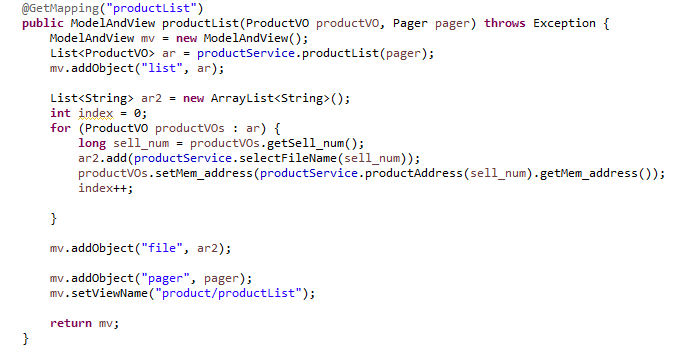 @GetMapping("productList")
public ModelAndView productList(ProductVO productVO, Pager pager) throws Exception {
ModelAndView mv = new ModelAndView();
List<ProductVO> ar = productService.productList(pager);
mv.addObject("list", ar);
List<String> ar2 = new ArrayList<String>();
int index = 0;
for (ProductVO productVOs : ar) {
long sell_num = productVOs.getSell_num();
ar2.add(productService.selectFileName(sell_num));
productVOs.setMem_address(productService.productAddress(sell_num).getMem_address());
index++;
}
mv.addObject("file", ar2);
mv.addObject("pager", pager);
mv.setViewName("product/productList");
return mv;
}